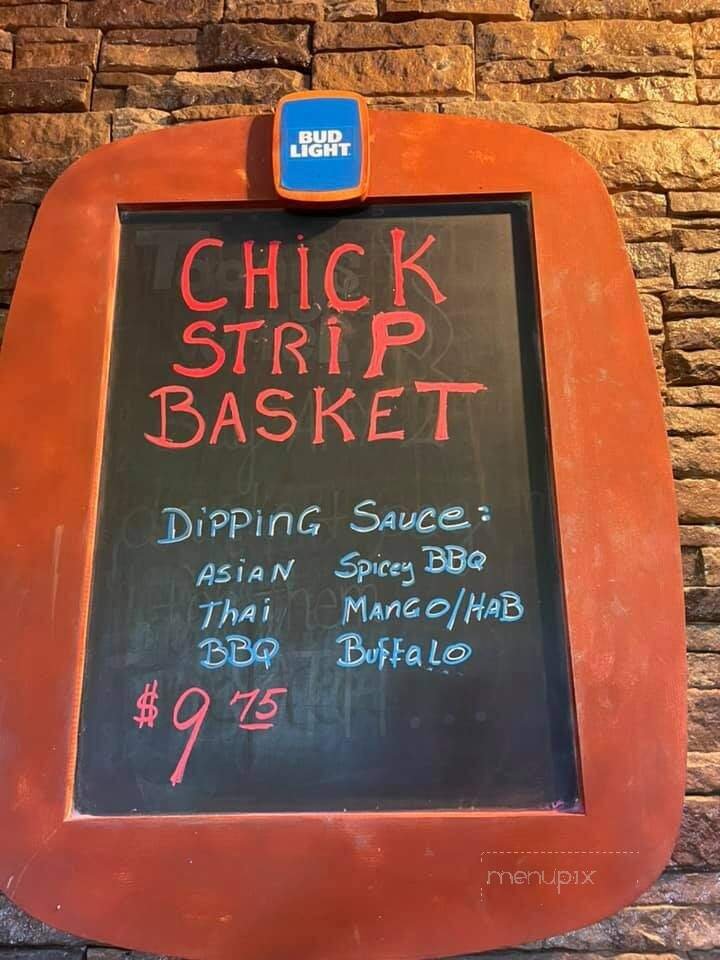 BUD
LIGHT
CHiCK
STRiP
BASKET
DiPPiNG SAUCe:
ASiAN Spicey BBQ
ThAi MANGO/HAB
BBQ BuFFaLO
$9 75
menupix